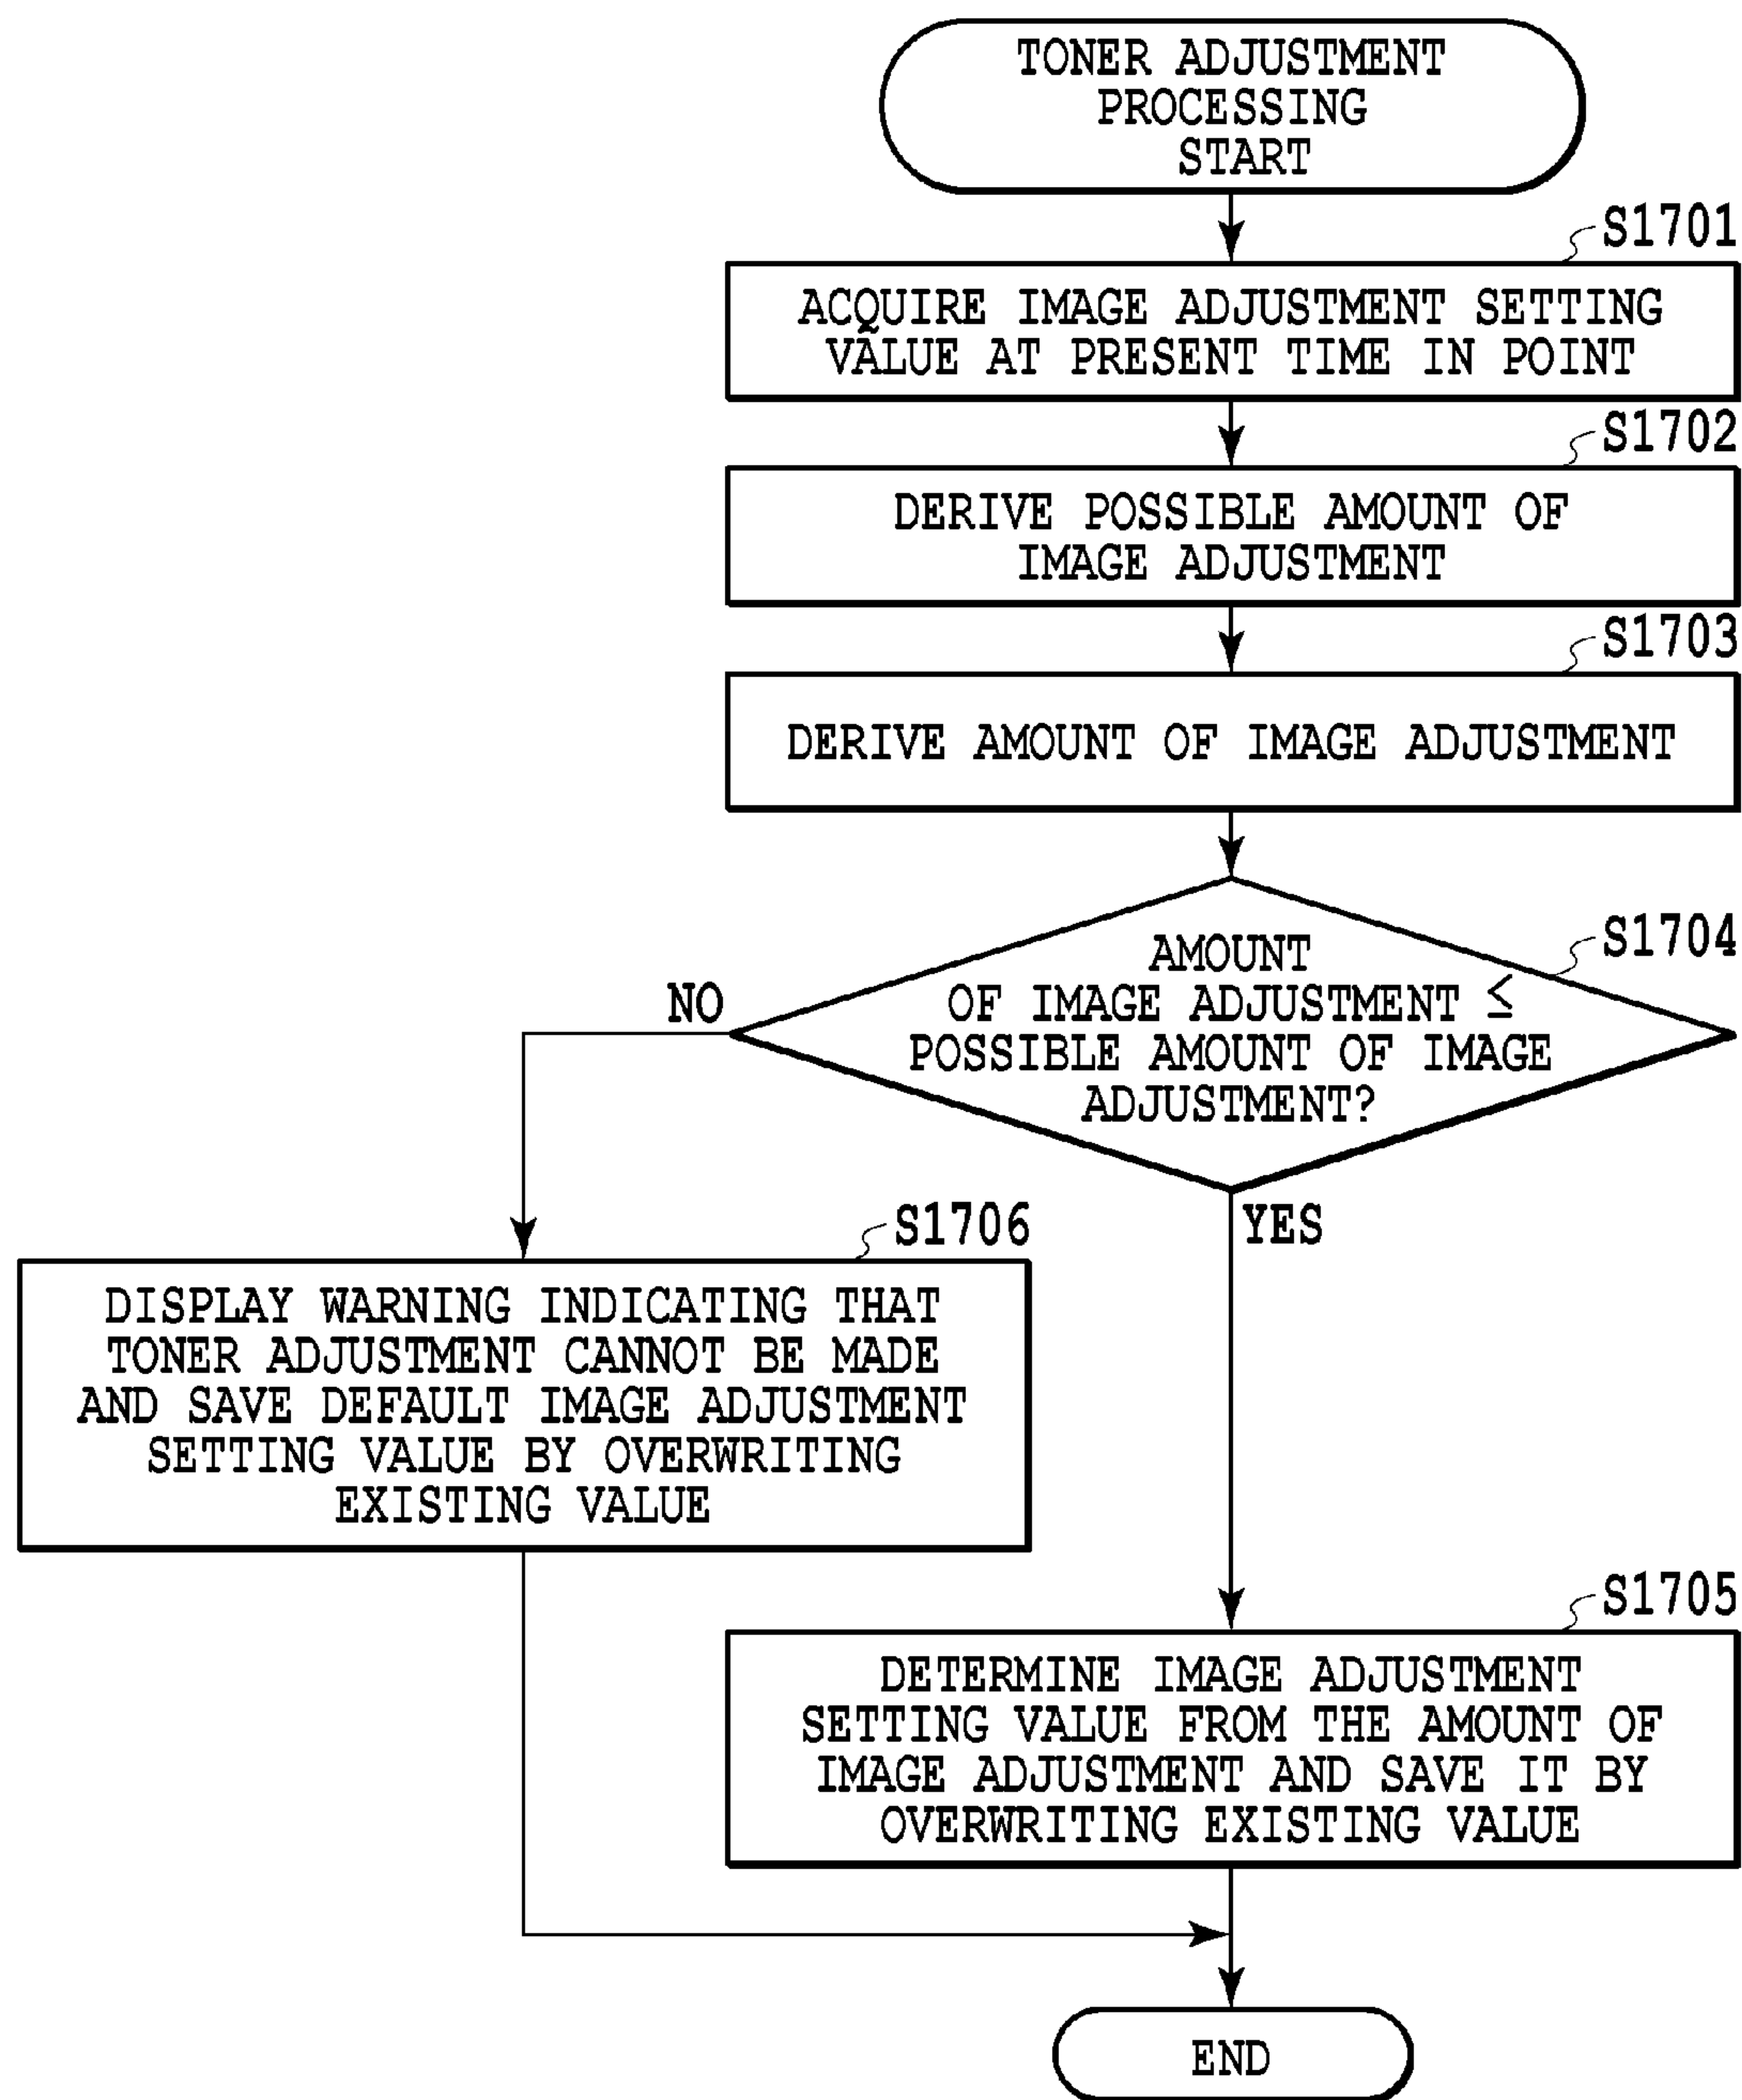 TONER ADJUSTMENT
PROCESSING
START
S1701
ACQUIRE IMAGE ADJUSTMENT SETTING
VALUE AT PRESENT TIME IN POINT
S1702
DERIVE POSSIBLE AMOUNT OF
IMAGE ADJUSTMENT
S1703
DERIVE AMOUNT OF IMAGE ADJUSTMENT
S1704
AMOUNT
OF IMAGE ADJUSTMENT ≤
POSSIBLE AMOUNT OF IMAGE
ADJUSTMENT?
NO
YES
S1706
DISPLAY WARNING INDICATING THAT
TONER ADJUSTMENT CANNOT BE MADE
AND SAVE DEFAULT IMAGE ADJUSTMENT
SETTING VALUE BY OVERWRITING
EXISTING VALUE
S1705
DETERMINE IMAGE ADJUSTMENT
SETTING VALUE FROM THE AMOUNT OF
IMAGE ADJUSTMENT AND SAVE IT BY
OVERWRITING EXISTING VALUE
END